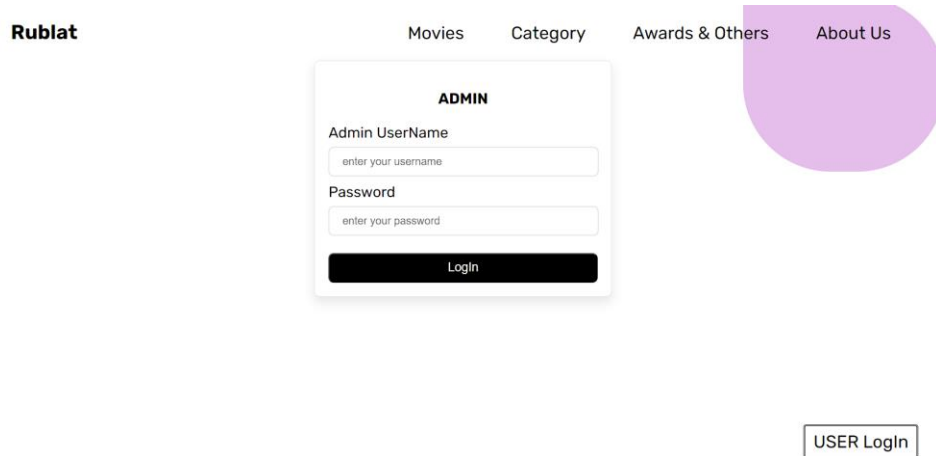 Rublat Movies Category Awards & Others About Us
ADMIN
Admin UserName
enter your username
Password
enter your password
LogIn
USER LogIn